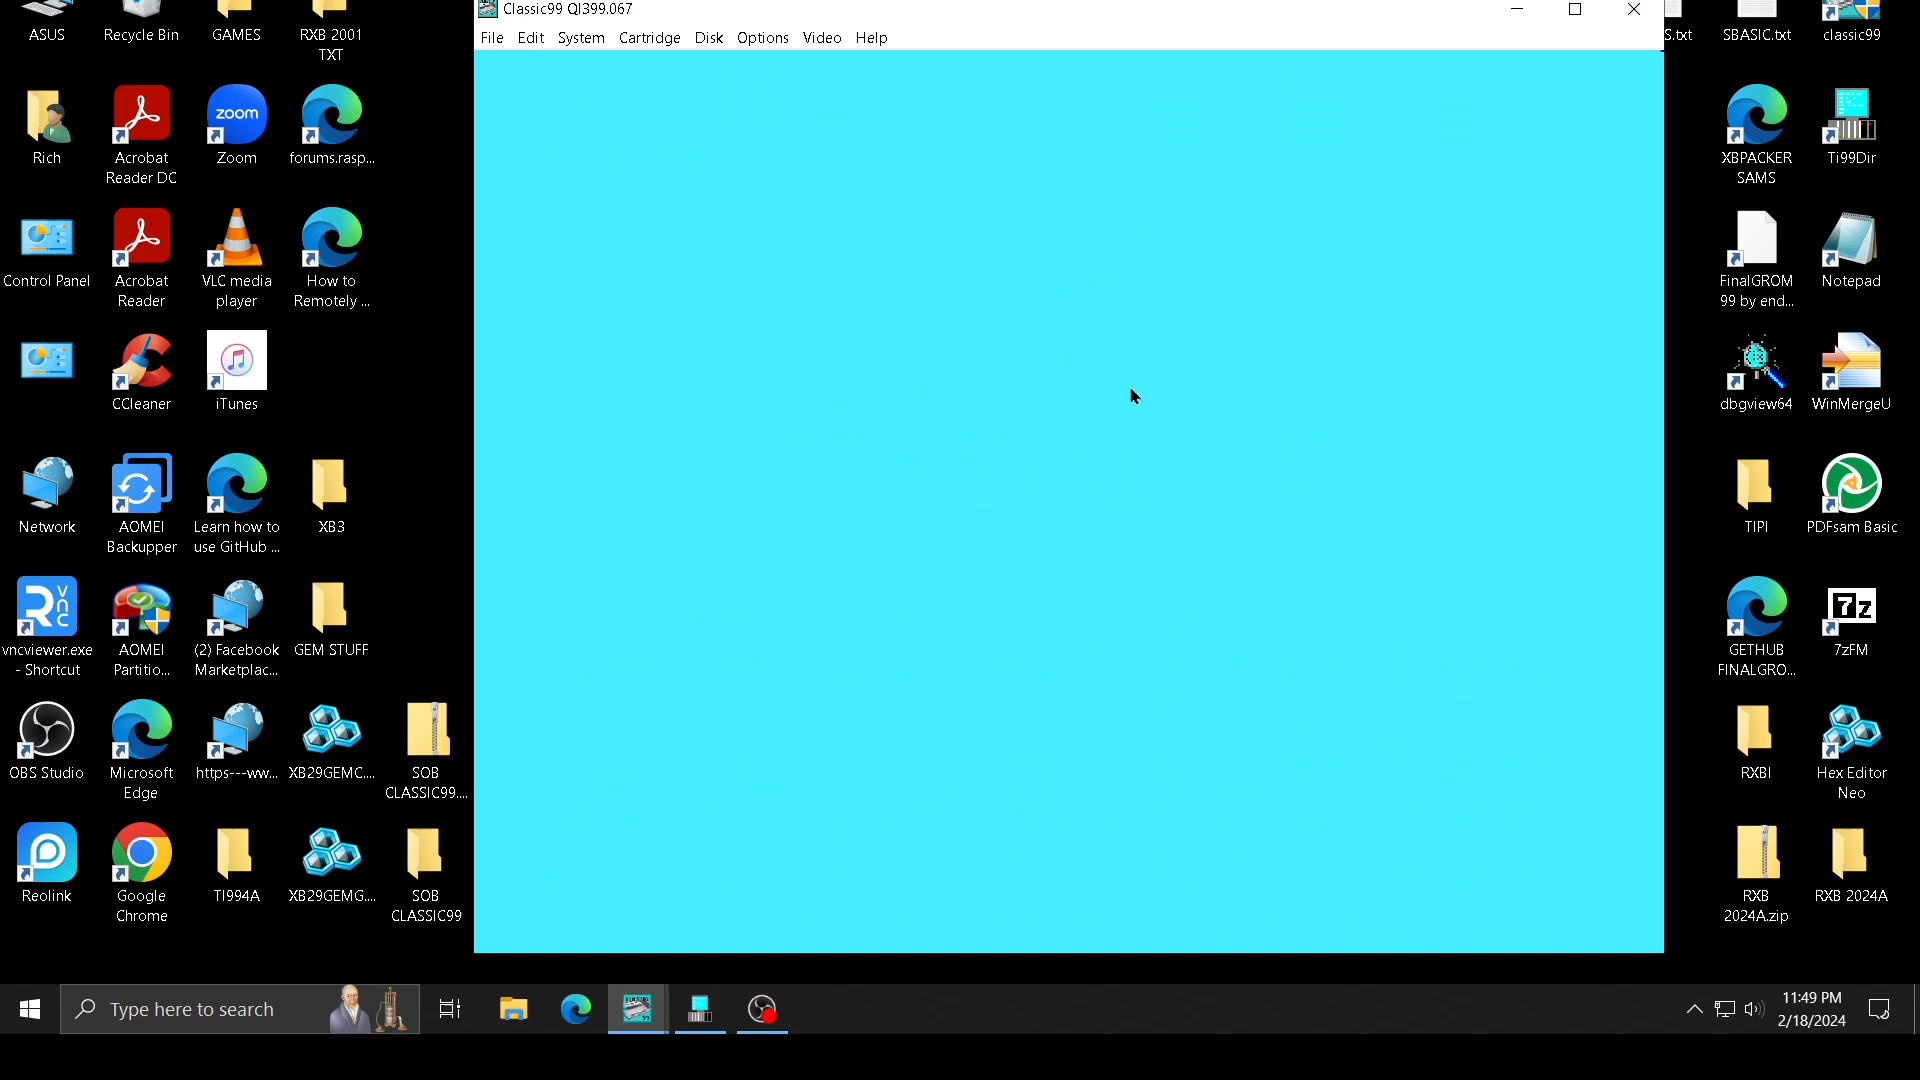 Classic99 QI399.067
File Edit System Cartridge Disk Options Video Help
ASUS
Recycle Bin
GAMES
RXB 2001
TXT
S.txt
SBASIC.txt
classic99
Rich
Acrobat
Reader DC
zoom
Zoom
forums.rasp...
XBPACKER
SAMS
Ti99Dir
Control Panel
Acrobat
Reader
VLC media
player
How to
Remotely ...
FinalGROM
99 by end...
Notepad
CCleaner
iTunes
dbgview64
WinMergeU
Network
AOMEI
Backupper
Learn how to
use GitHub ...
XB3
TIPI
PDFsam Basic
vncviewer.exe
- Shortcut
AOMEI
Partitio...
(2) Facebook
Marketplac...
GEM STUFF
GETHUB
FINALGRO...
7z
7zFM
OBS Studio
Microsoft
Edge
https---ww...
XB29GEMC....
SOB
CLASSIC99....
RXBI
Hex Editor
Neo
Reolink
Google
Chrome
TI994A
XB29GEMG....
SOB
CLASSIC99
RXB
2024A.zip
RXB 2024A
Type here to search
11:49 PM
2/18/2024